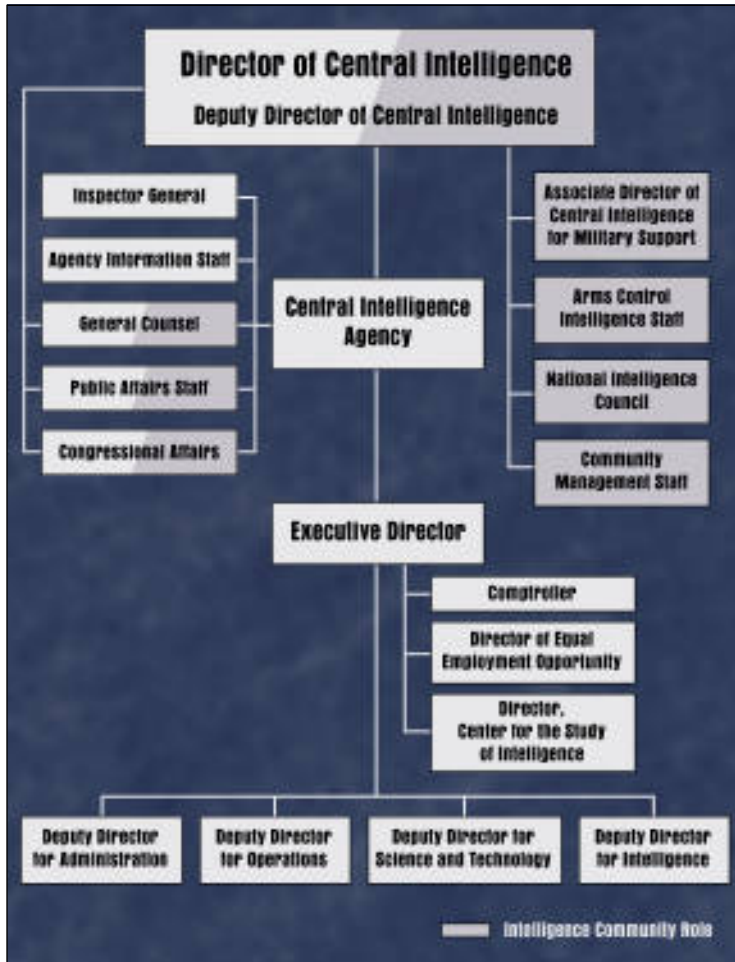 Director of Central Intelligence
Deputy Director of Central Intelligence
Inspector General
Agency Information Staff
General Counsel
Public Affairs Staff
Congressional Affairs
Central Intelligence
Agency
Associate Director of
Central Intelligence
for Military Support
Arms Control
Intelligence Staff
National Intelligence
Council
Community
Management Staff
Executive Director
Comptroller
Director of Equal
Employment Opportunity
Director,
Center for the Study
of Intelligence
Deputy Director
for Administration
Deputy Director
for Operations
Deputy Director for
Science and Technology
Deputy Director
for Intelligence
Intelligence Community Role